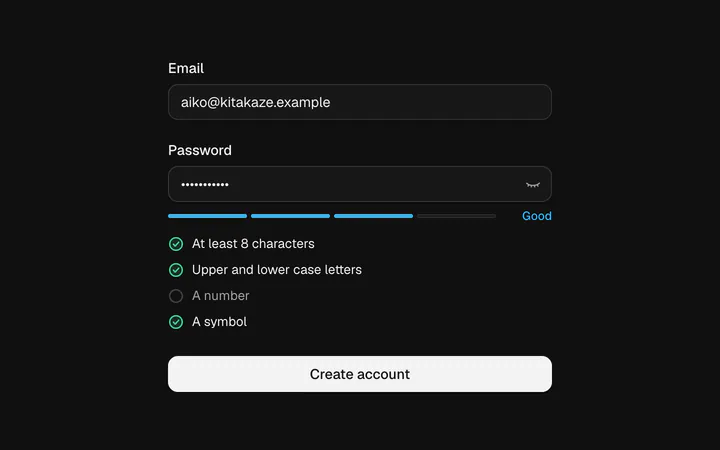 Email
aiko@kitakaze.example
Password
•••••••••••
Good
At least 8 characters
Upper and lower case letters
A number
A symbol
Create account